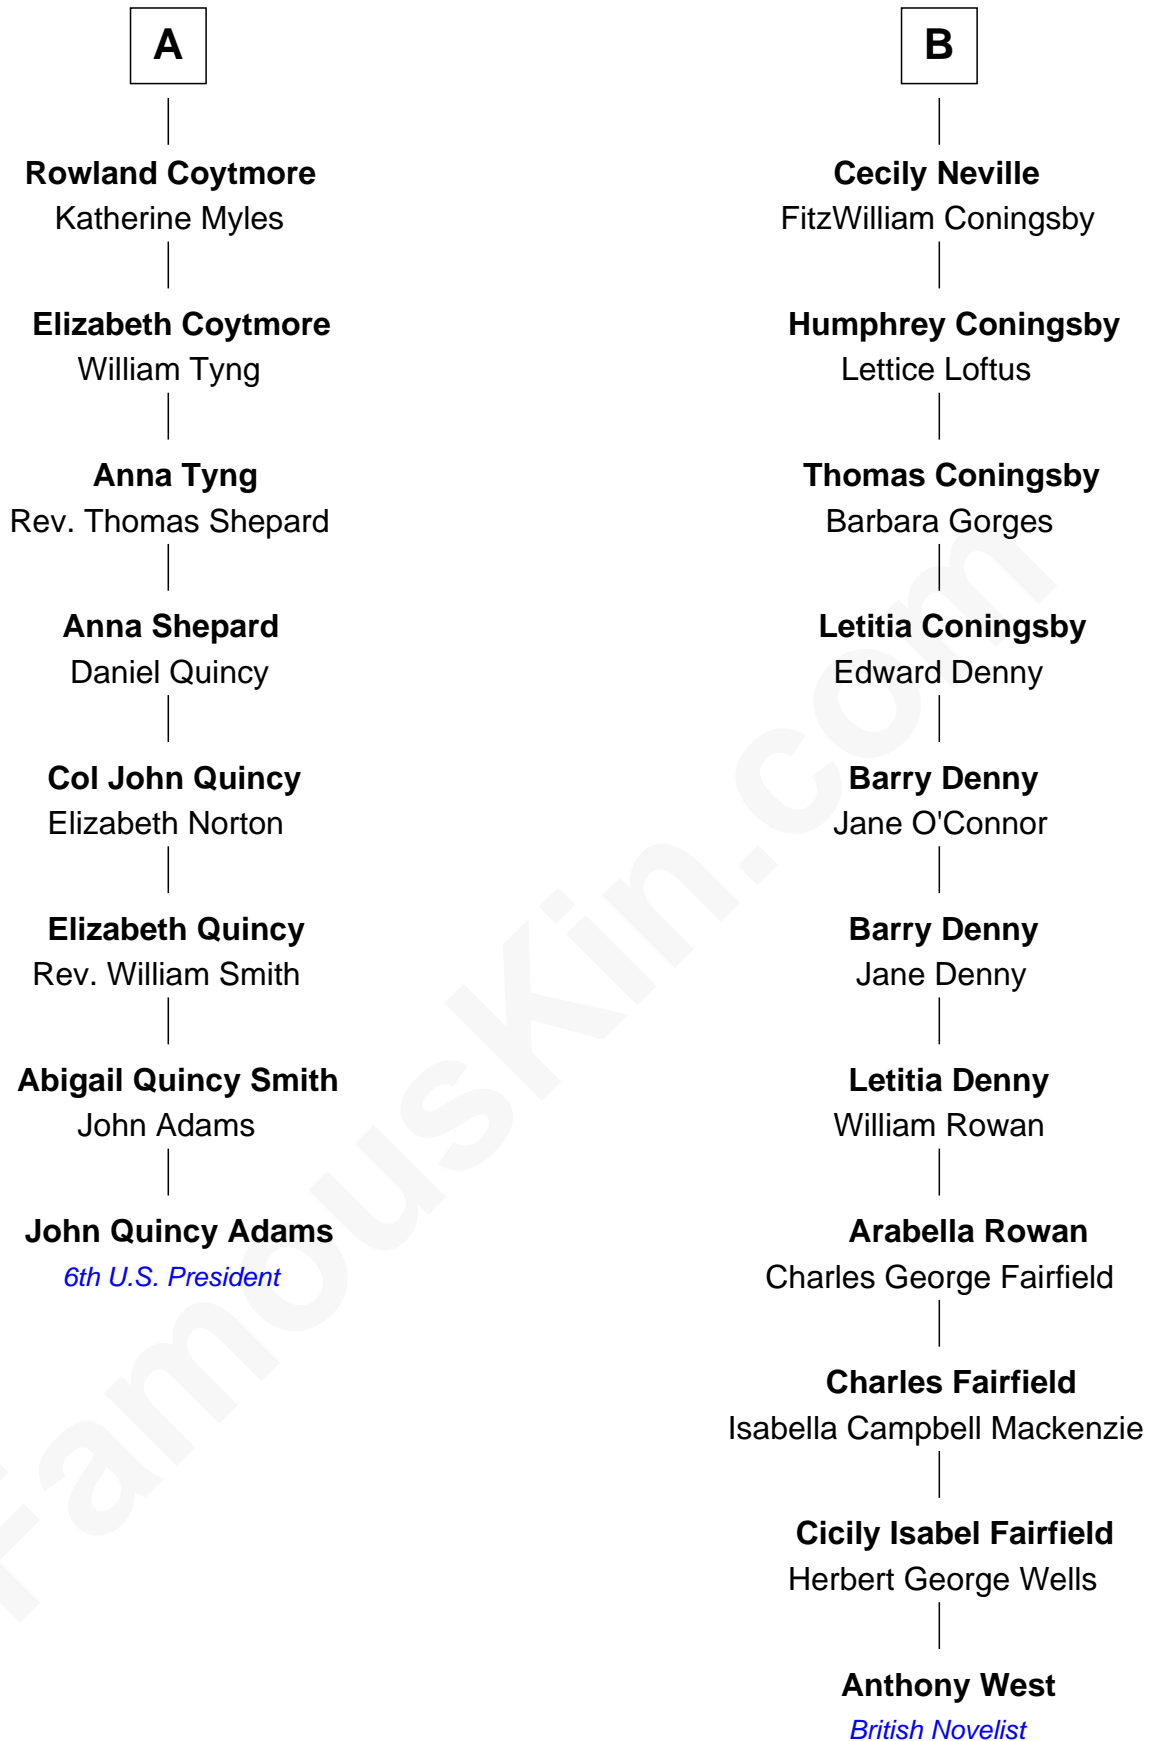 A
Rowland Coytmore
Katherine Myles
Elizabeth Coytmore
William Tyng
Anna Tyng
Rev. Thomas Shepard
Anna Shepard
Daniel Quincy
Col John Quincy
Elizabeth Norton
Elizabeth Quincy
Rev. William Smith
Abigail Quincy Smith
John Adams
John Quincy Adams
6th U.S. President
B
Cecily Neville
FitzWilliam Coningsby
Humphrey Coningsby
Lettice Loftus
Thomas Coningsby
Barbara Gorges
Letitia Coningsby
Edward Denny
Barry Denny
Jane O'Connor
Barry Denny
Jane Denny
Letitia Denny
William Rowan
Arabella Rowan
Charles George Fairfield
Charles Fairfield
Isabella Campbell Mackenzie
Cicily Isabel Fairfield
Herbert George Wells
Anthony West
British Novelist
FamousKin.com